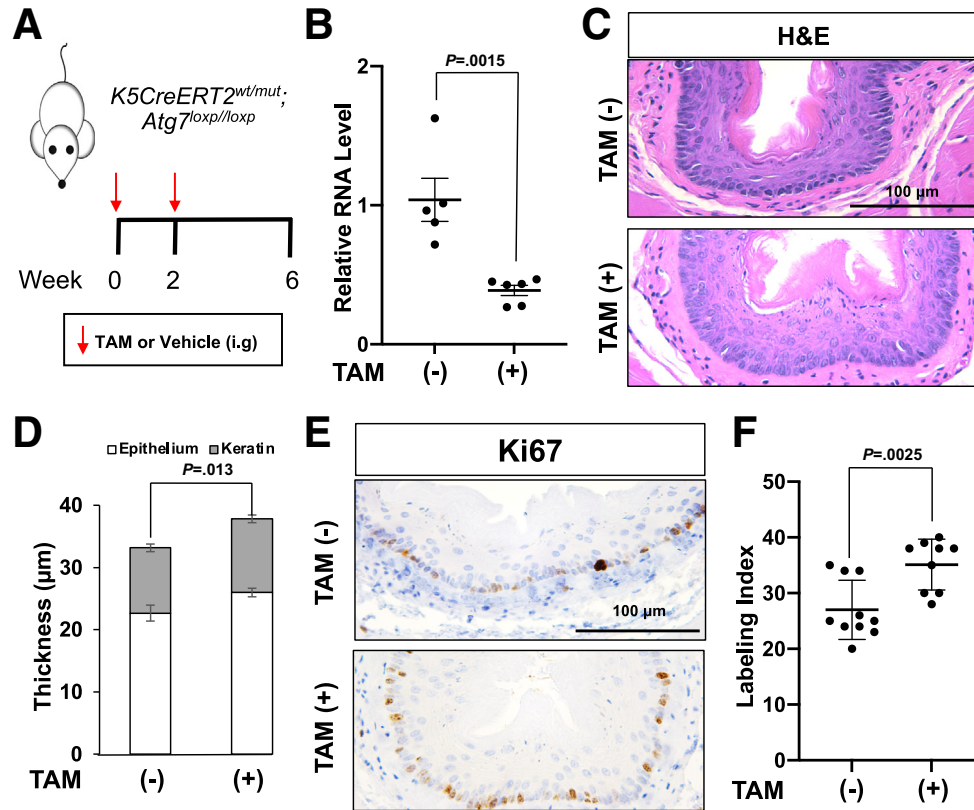 A
K5CreERT2wt/mut;
Atg7loxp//loxp
Week 0 2 6
TAM or Vehicle (i.g)
B
P=.0015
2
1
0
Relative RNA Level
TAM (-) (+)
C
H&E
TAM (-)
100 µm
TAM (+)
D
Epithelium Keratin
P=.013
40
30
20
10
0
Thickness (µm)
TAM (-) (+)
E
Ki67
TAM (-)
100 µm
TAM (+)
F
P=.0025
50
40
30
20
10
0
Labeling Index
TAM (-) (+)